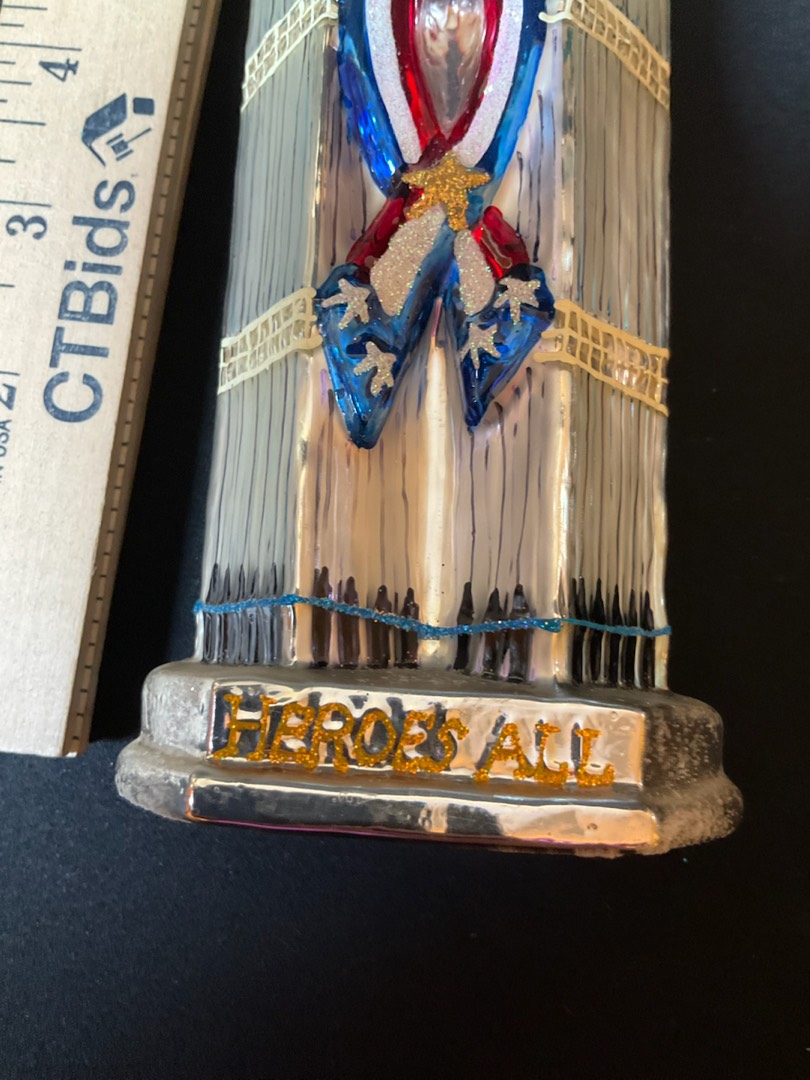 4
3
2
CTBids
USA
HEROES ALL